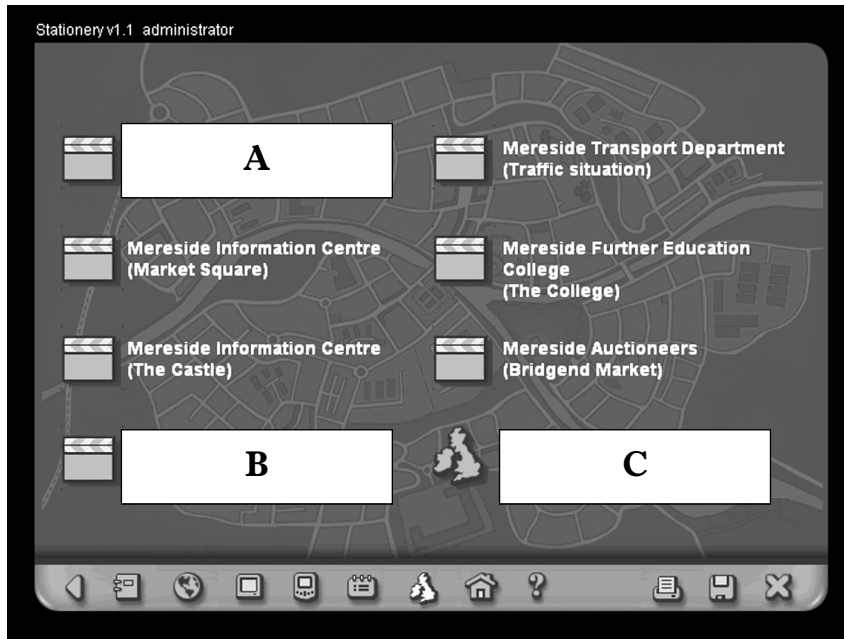 Stationery v1.1 administrator
A
Mereside Transport Department
(Traffic situation)
Mereside Information Centre
(Market Square)
Mereside Further Education
College
(The College)
Mereside Information Centre
(The Castle)
Mereside Auctioneers
(Bridgend Market)
B
C
?